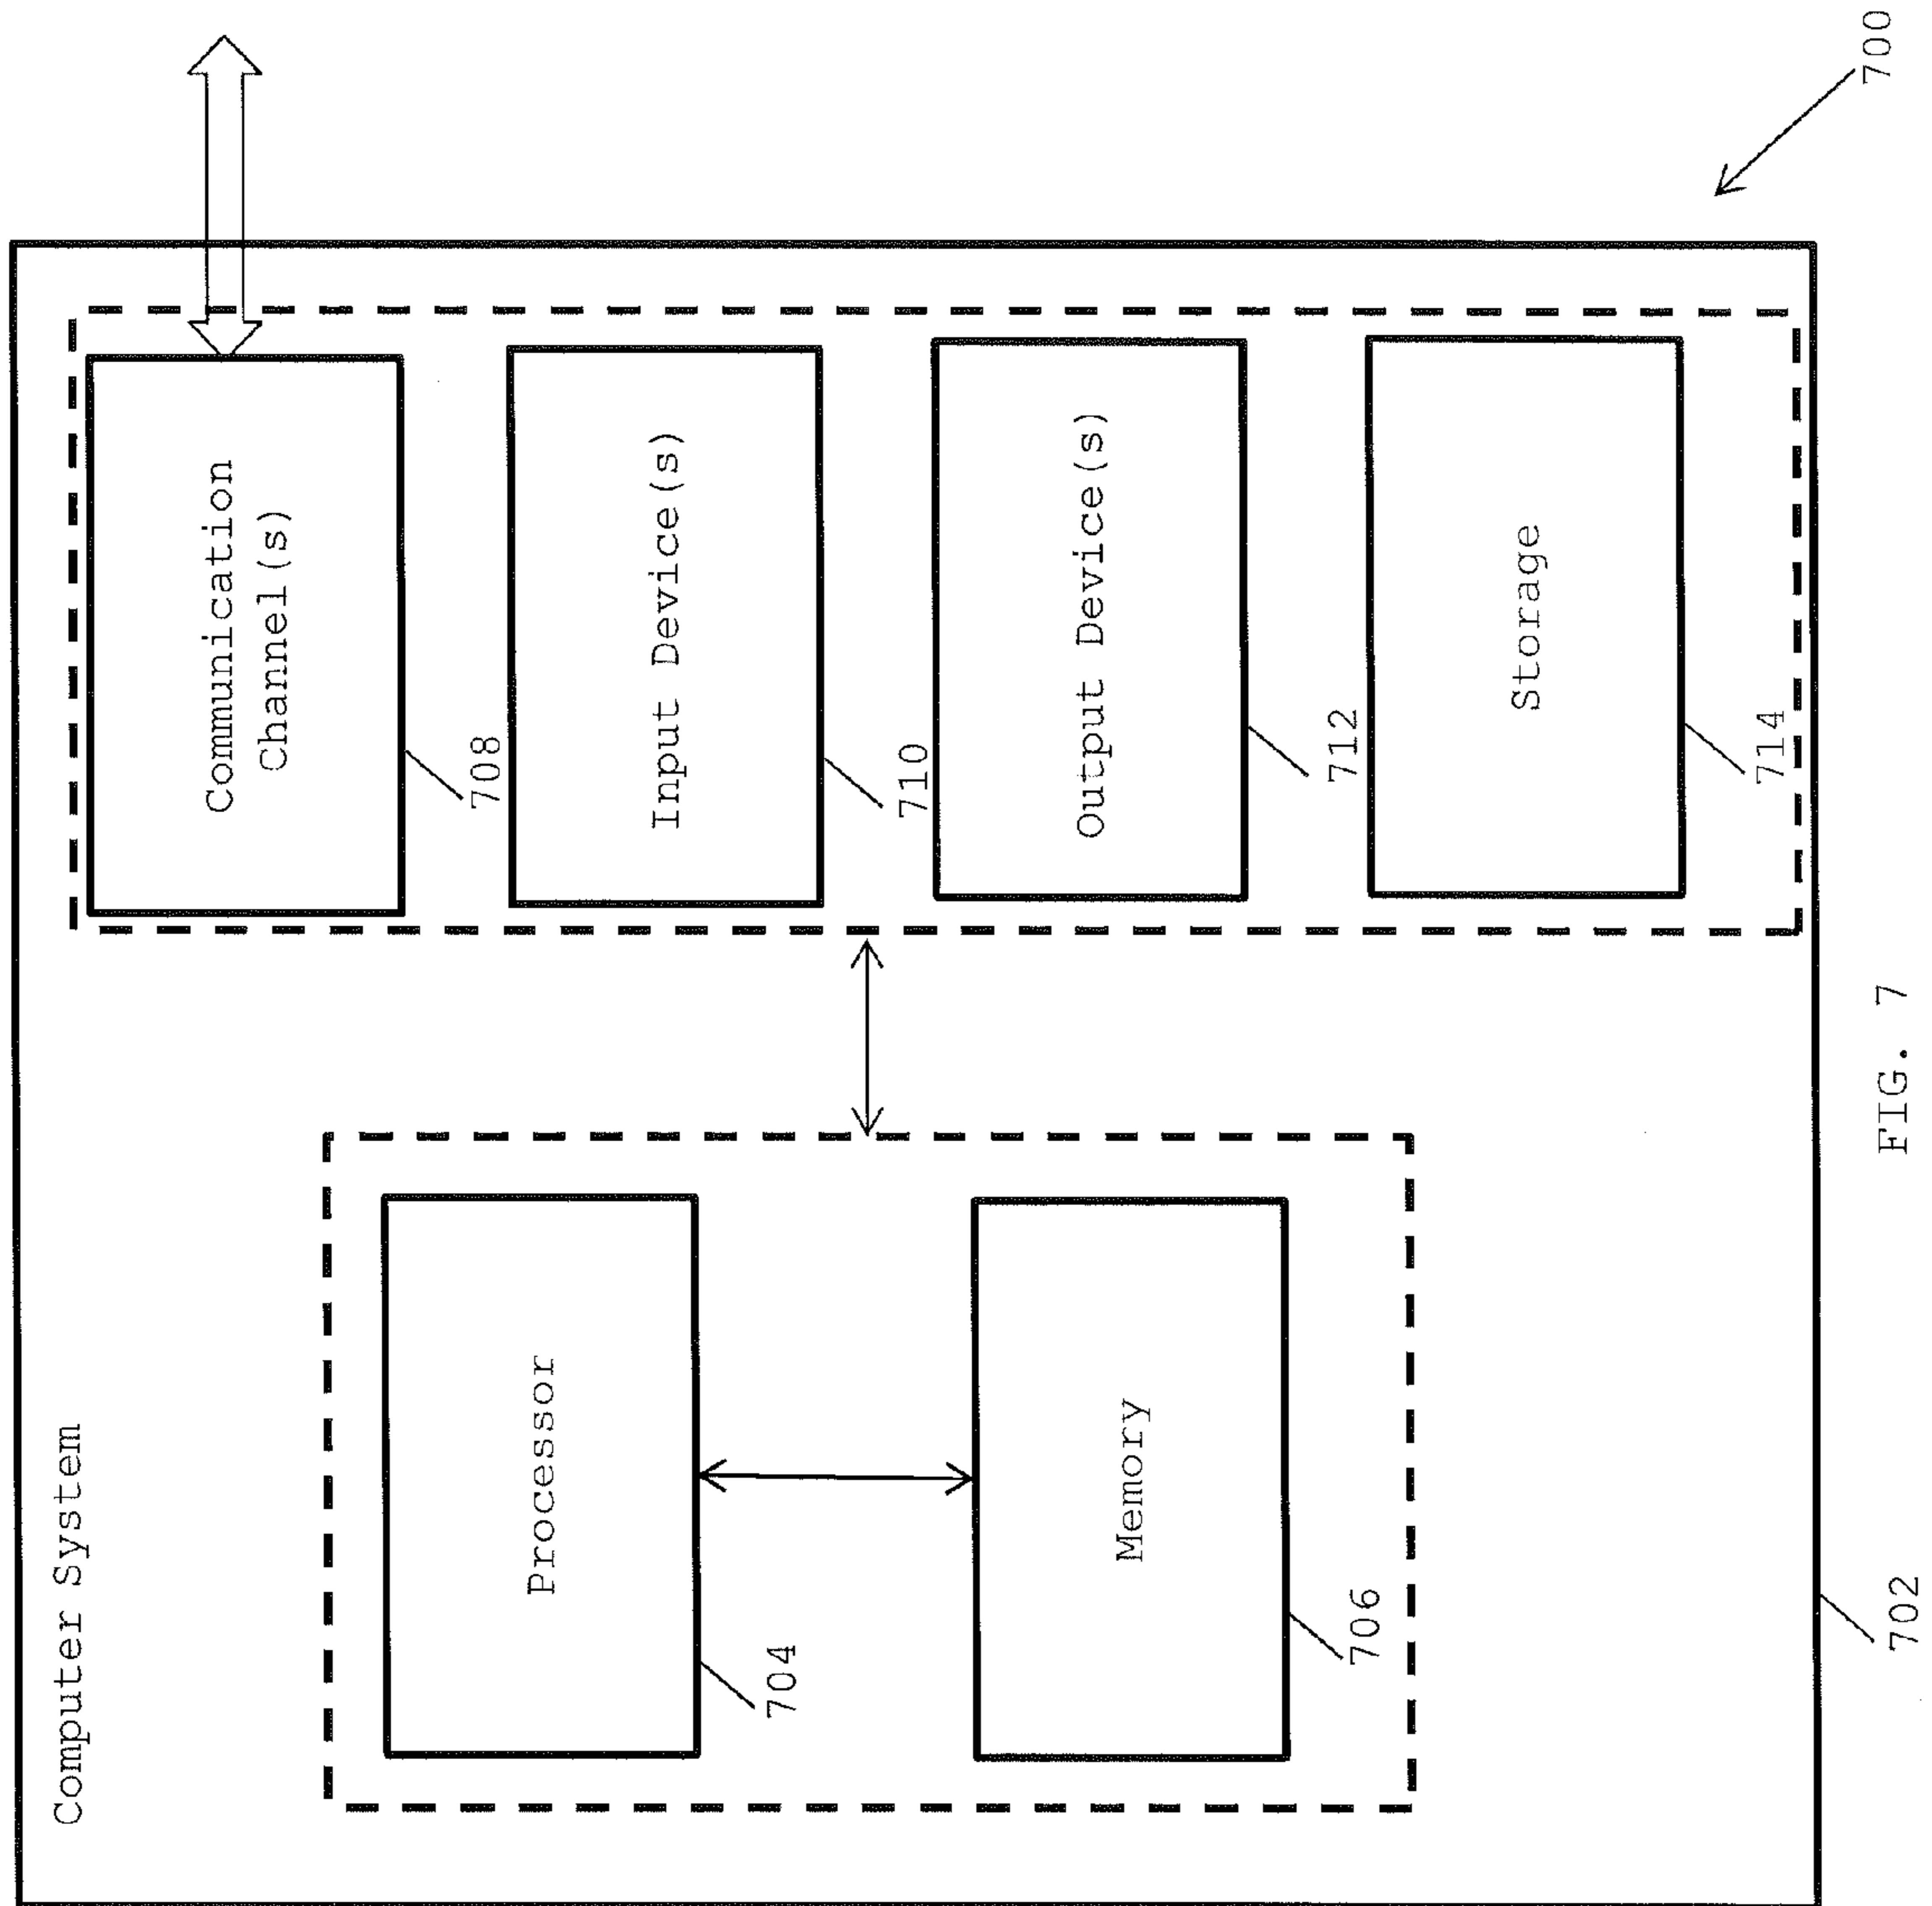 Computer System
Processor
704
Memory
706
Communication
Channel(s)
708
Input Device(s)
710
Output Device(s)
712
Storage
714
702
700
FIG. 7